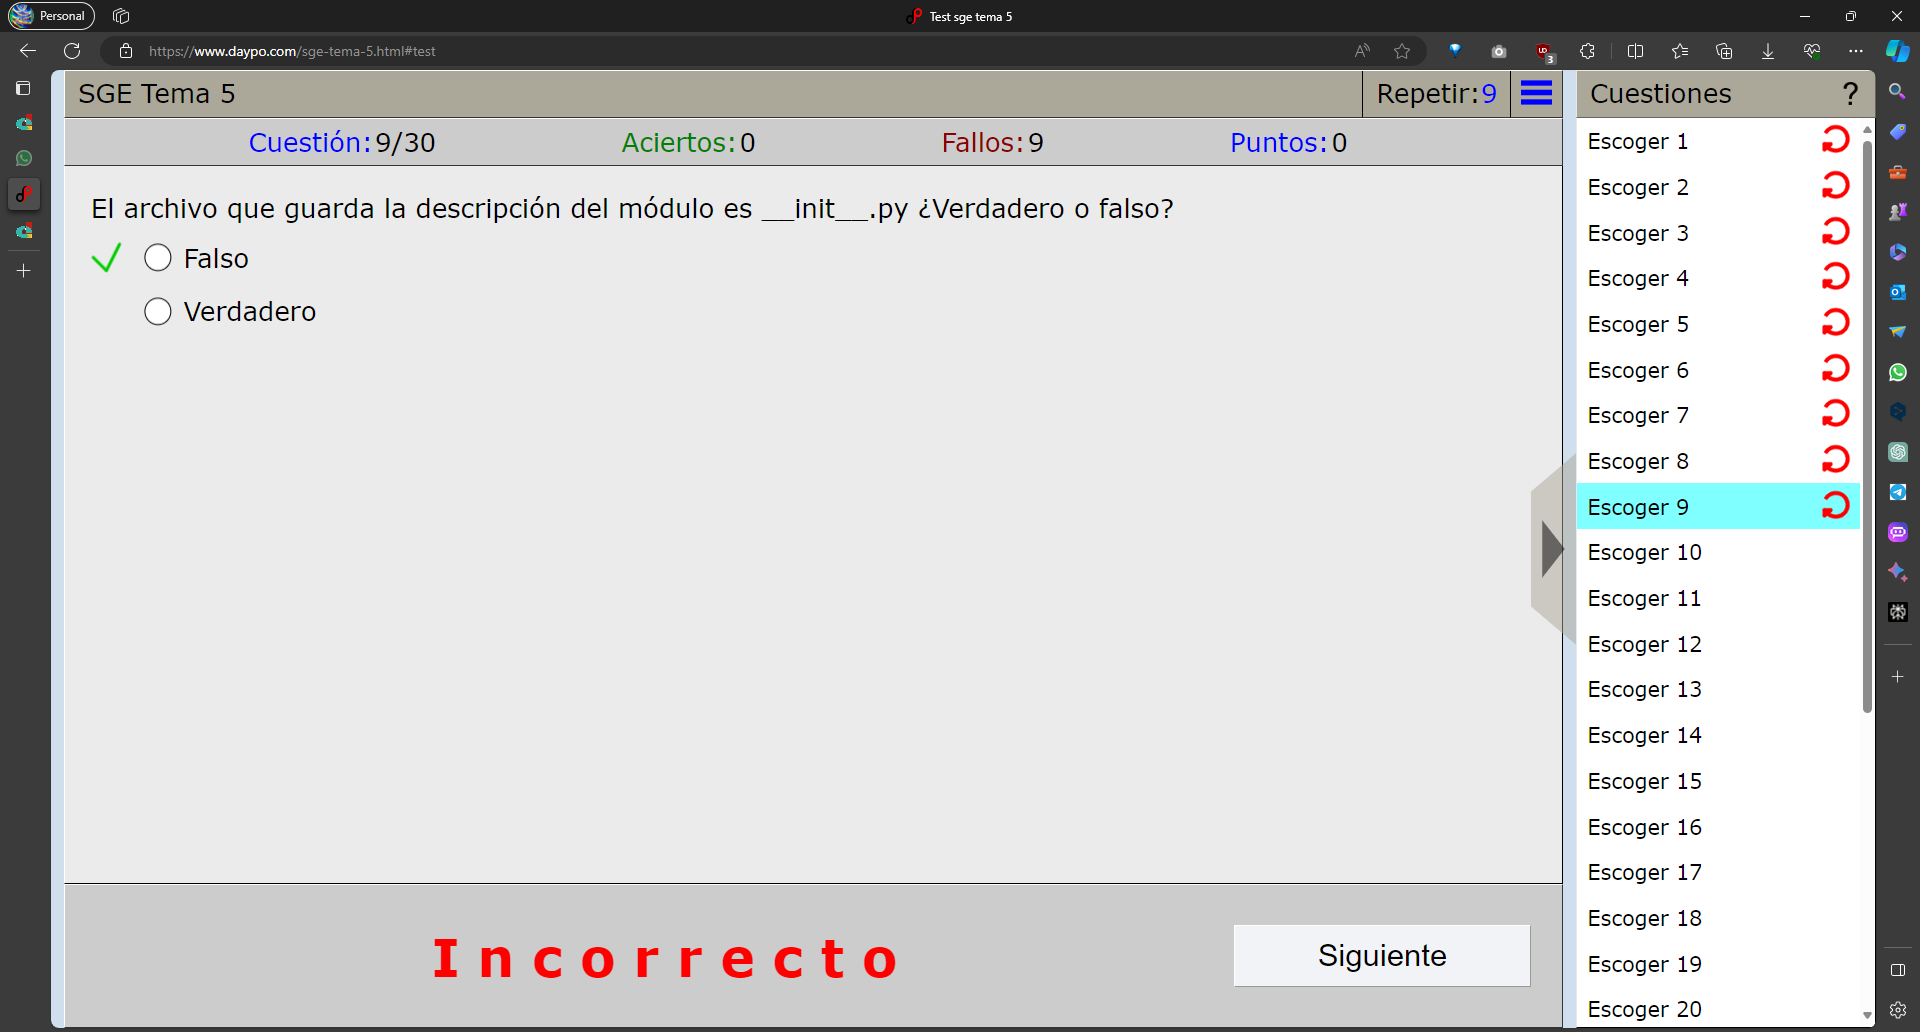 Personal
Test sge tema 5
https://www.daypo.com/sge-tema-5.html#test
3
SGE Tema 5
Repetir:9
Cuestiones
?
Cuestión:9/30
Aciertos:0
Fallos:9
Puntos:0
El archivo que guarda la descripción del módulo es __init__.py ¿Verdadero o falso?
Falso
Verdadero
Incorrecto
Siguiente
Escoger 1
Escoger 2
Escoger 3
Escoger 4
Escoger 5
Escoger 6
Escoger 7
Escoger 8
Escoger 9
Escoger 10
Escoger 11
Escoger 12
Escoger 13
Escoger 14
Escoger 15
Escoger 16
Escoger 17
Escoger 18
Escoger 19
Escoger 20